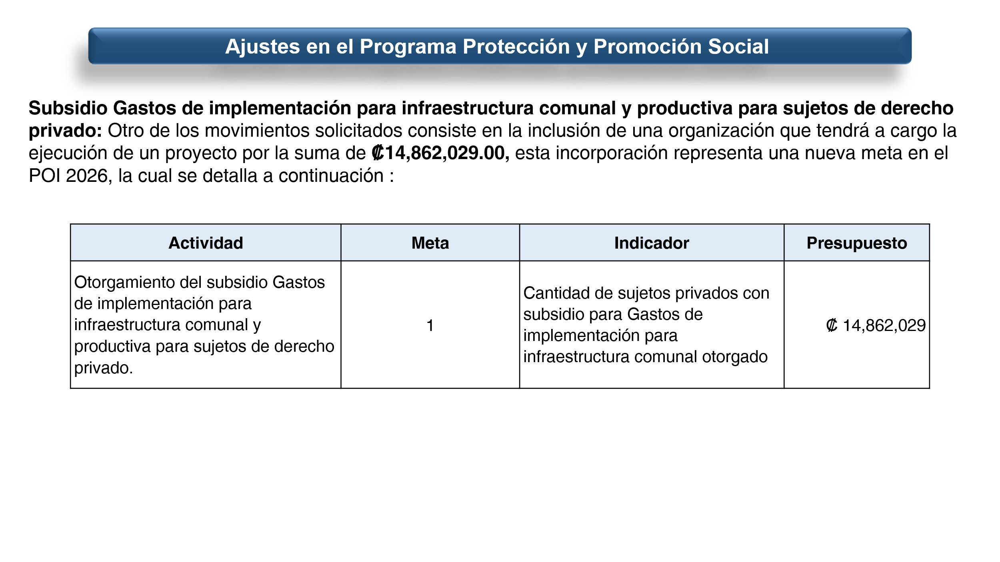 Ajustes en el Programa Protección y Promoción Social
Subsidio Gastos de implementación para infraestructura comunal y productiva para sujetos de derecho
privado: Otro de los movimientos solicitados consiste en la inclusión de una organización que tendrá a cargo la
ejecución de un proyecto por la suma de ₡14,862,029.00, esta incorporación representa una nueva meta en el
POI 2026, la cual se detalla a continuación :
Actividad
Meta
Indicador
Presupuesto
Otorgamiento del subsidio Gastos
de implementación para
infraestructura comunal y
productiva para sujetos de derecho
privado.
1
Cantidad de sujetos privados con
subsidio para Gastos de
implementación para
infraestructura comunal otorgado
₡ 14,862,029